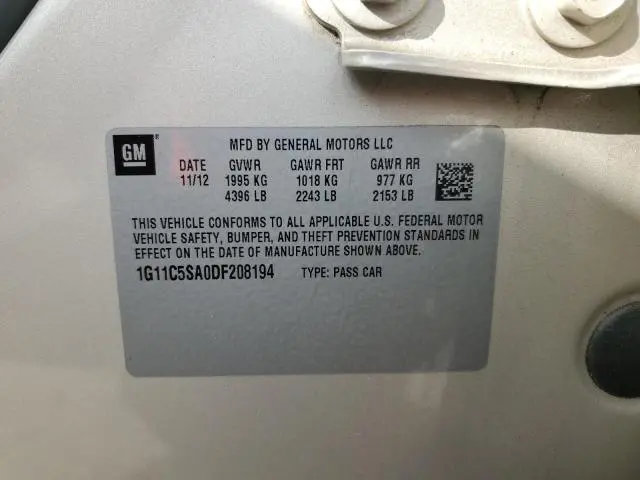 GM
MFD BY GENERAL MOTORS LLC
DATE GVWR GAWR FRT GAWR RR
11/12 1995 KG 1018 KG 977 KG
4396 LB 2243 LB 2153 LB
THIS VEHICLE CONFORMS TO ALL APPLICABLE U.S. FEDERAL MOTOR
VEHICLE SAFETY, BUMPER, AND THEFT PREVENTION STANDARDS IN
EFFECT ON THE DATE OF MANUFACTURE SHOWN ABOVE.
1G11C5SA0DF208194 TYPE: PASS CAR